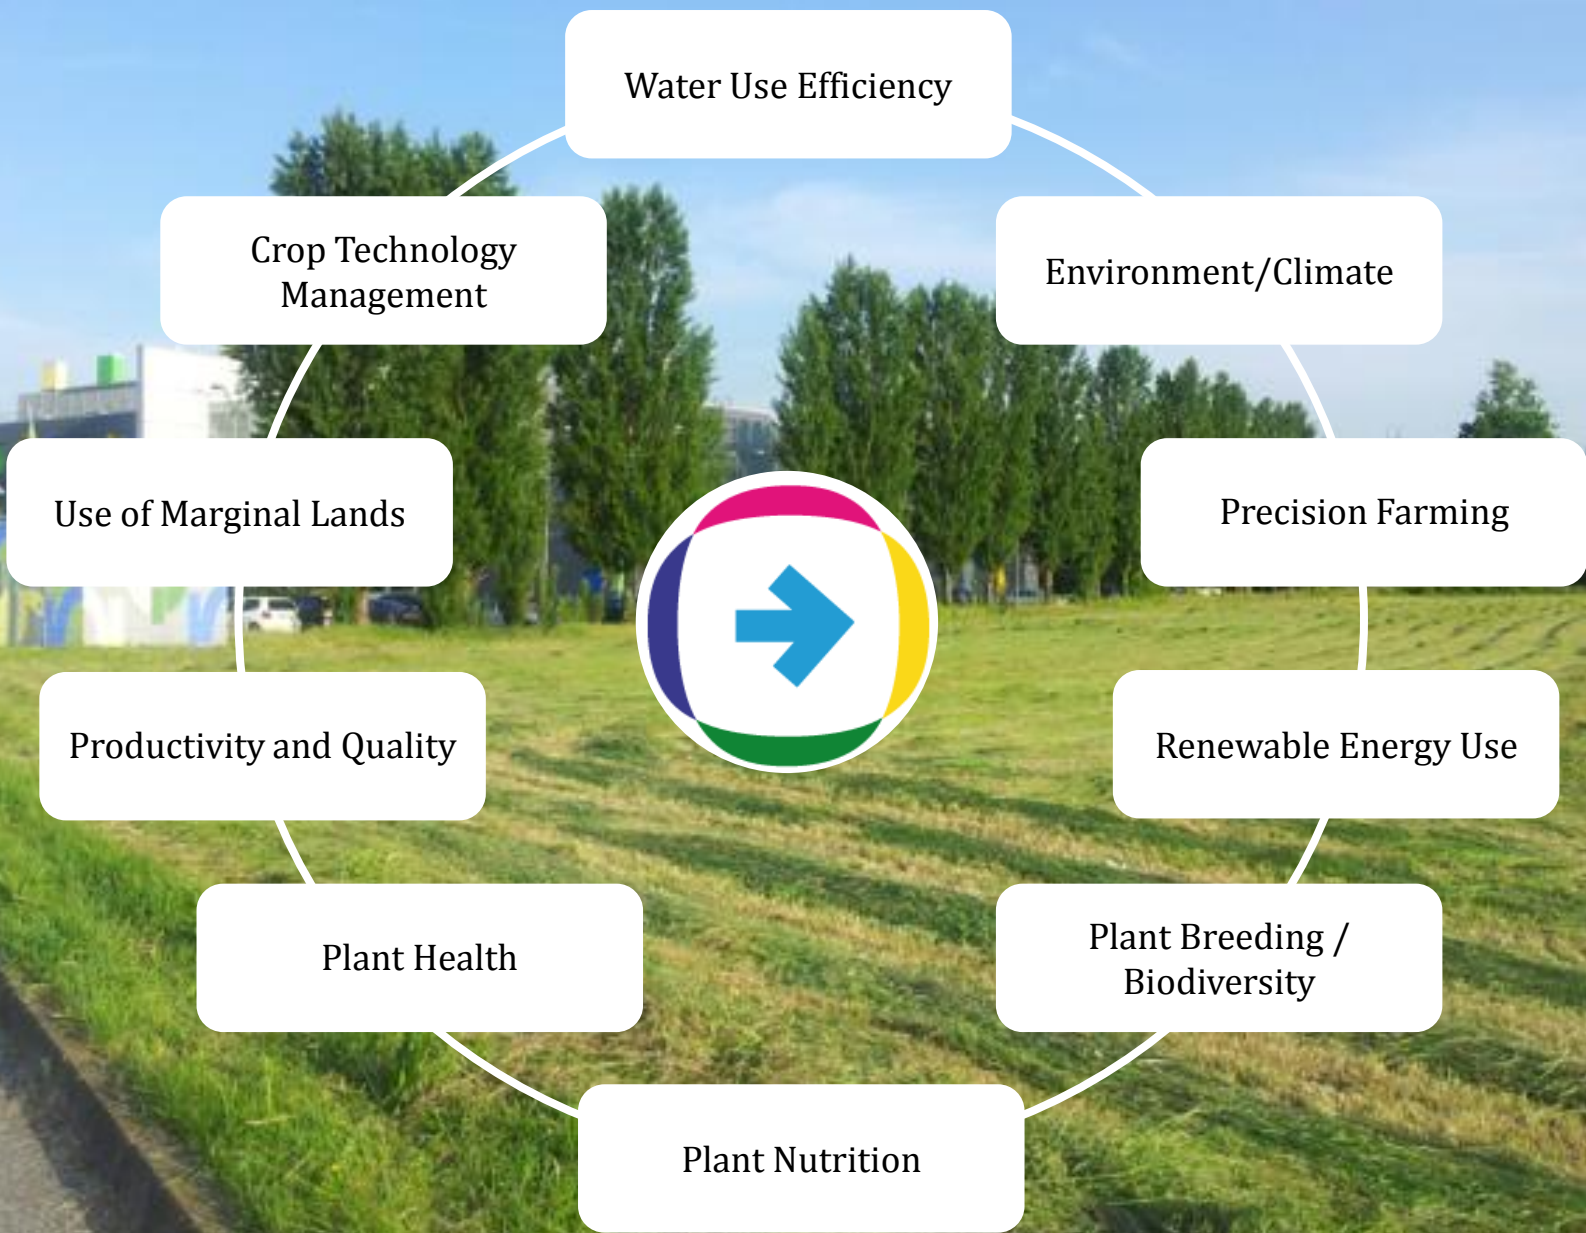 Water Use Efficiency
Crop Technology
Management
Environment/Climate
Use of Marginal Lands
Precision Farming
Productivity and Quality
Renewable Energy Use
Plant Health
Plant Breeding /
Biodiversity
Plant Nutrition